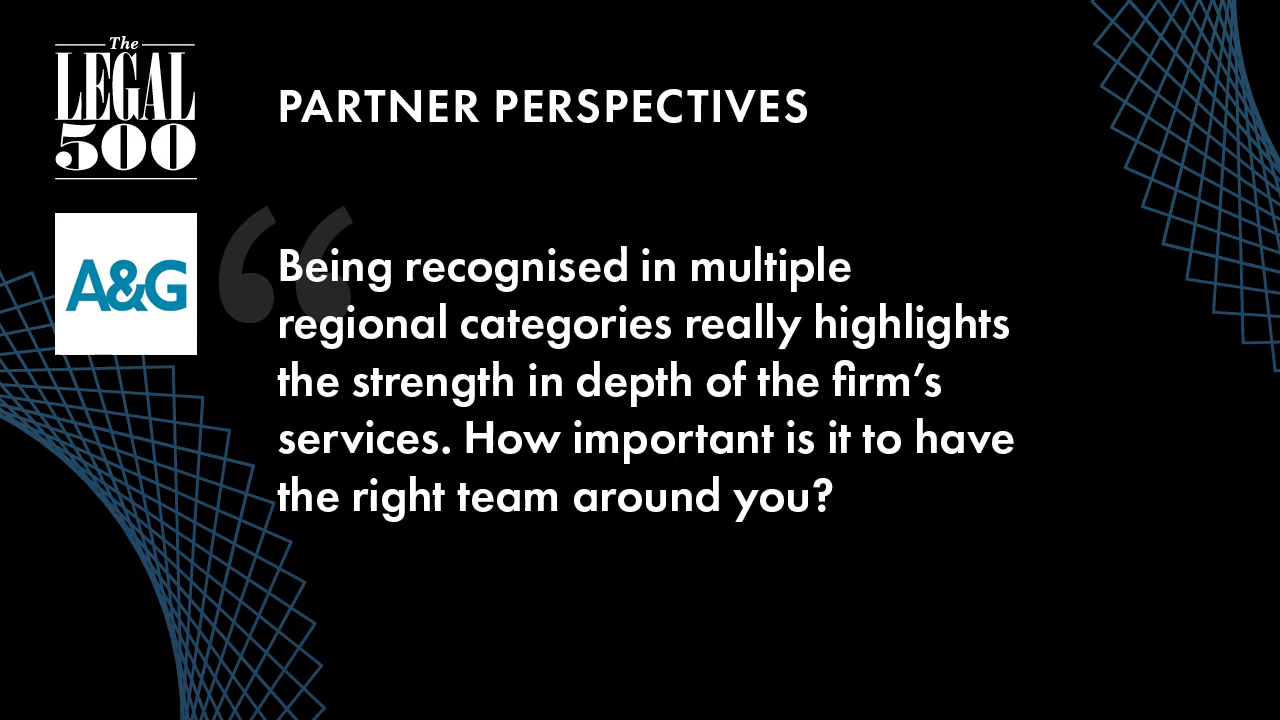 The
LEGAL
500
PARTNER PERSPECTIVES
A&G
“
Being recognised in multiple
regional categories really highlights
the strength in depth of the firm’s
services. How important is it to have
the right team around you?